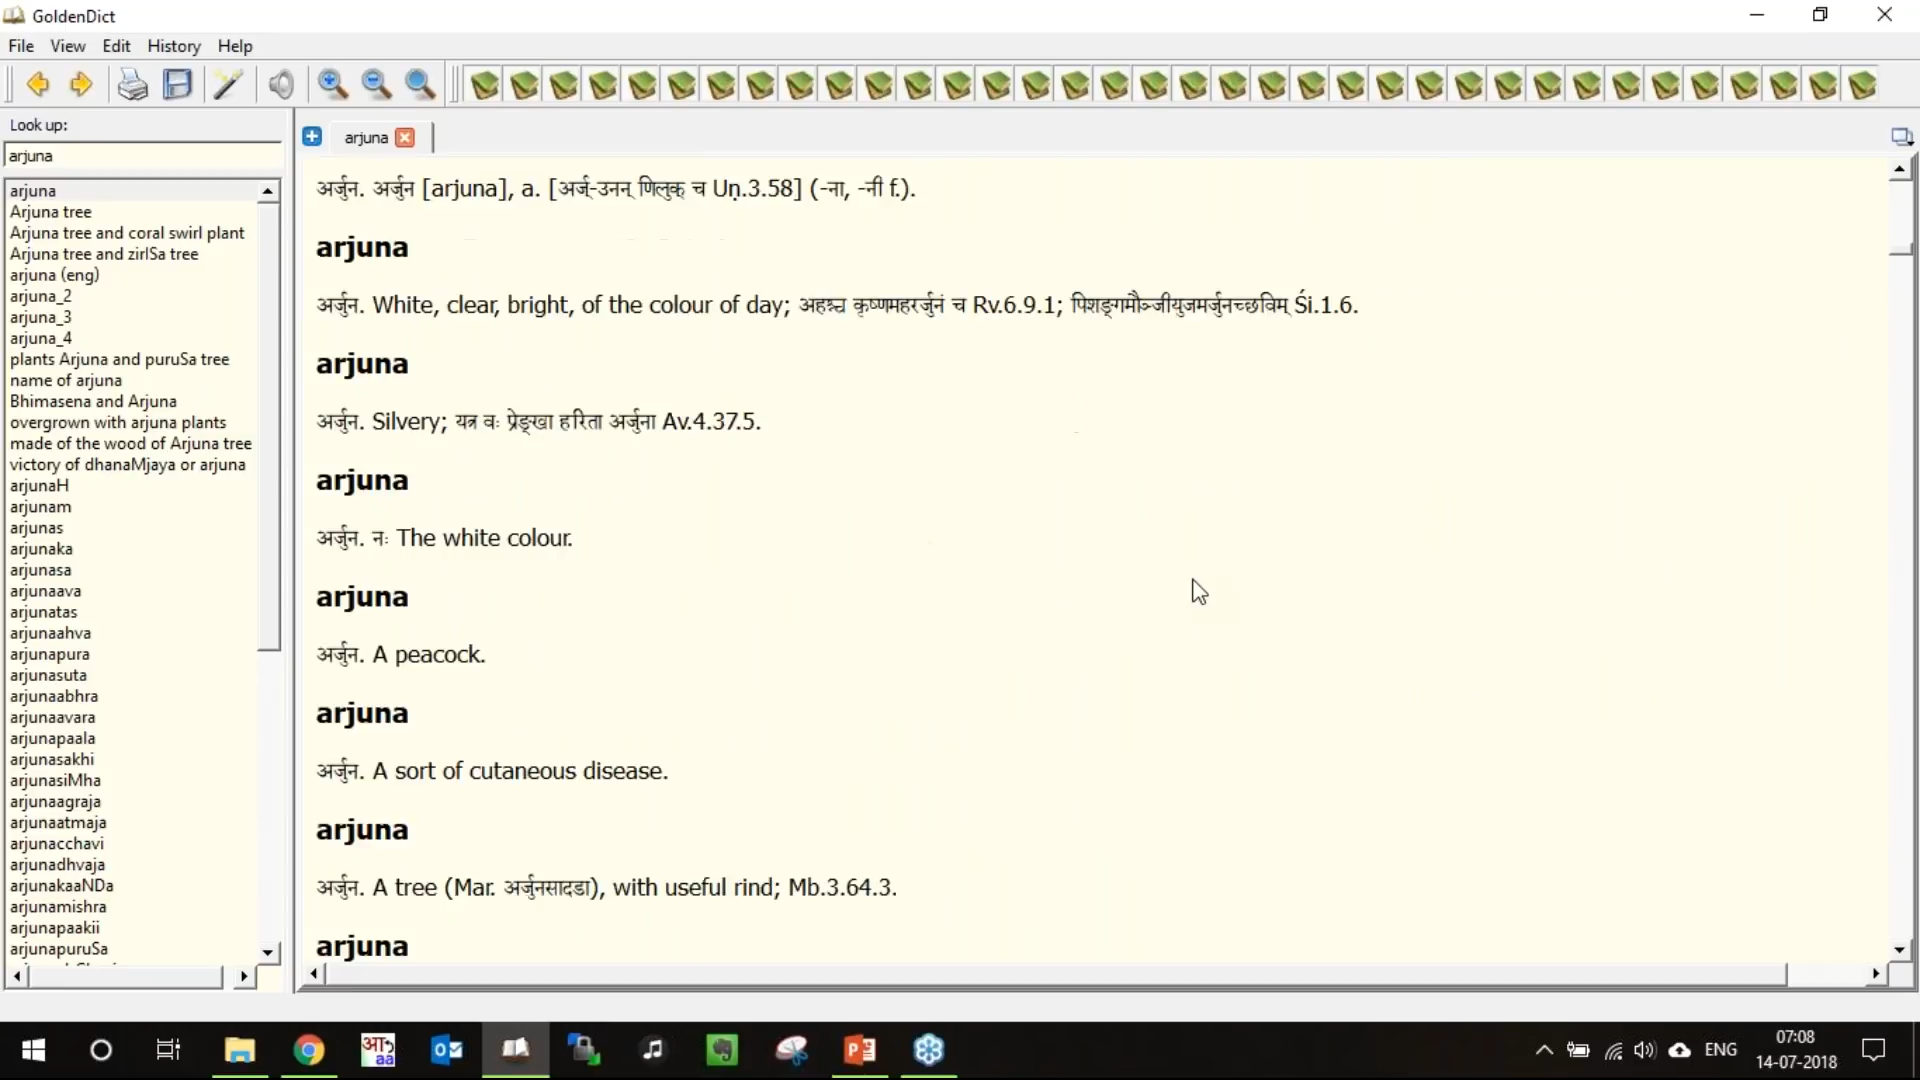 GoldenDict
File View Edit History Help
Look up:
arjuna
arjuna
Arjuna tree
Arjuna tree and coral swirl plant
Arjuna tree and zirISa tree
arjuna (eng)
arjuna_2
arjuna_3
arjuna_4
plants Arjuna and puruSa tree
name of arjuna
Bhimasena and Arjuna
overgrown with arjuna plants
made of the wood of Arjuna tree
victory of dhanaMjaya or arjuna
arjunaH
arjunam
arjunas
arjunaka
arjunasa
arjunaava
arjunatas
arjunaahva
arjunapura
arjunasuta
arjunaabhra
arjunaavara
arjunapaala
arjunasakhi
arjunasiMha
arjunaagraja
arjunaatmaja
arjunacchavi
arjunadhvaja
arjunakaaNDa
arjunamishra
arjunapaakii
arjunapuruSa
arjuna
अर्जुन. अर्जुन [arjuna], a. [अर्ज्-उनन् णिलुक् च Uṇ.3.58] (-ना, -नी f.).
arjuna
अर्जुन. White, clear, bright, of the colour of day; अहश्च कृष्णमहरर्जुनं च Rv.6.9.1; पिशङ्गमौञ्जीयुजमर्जुनच्छविम् Śi.1.6.
arjuna
अर्जुन. Silvery; यत्र वः प्रेङ्खा हरिता अर्जुना Av.4.37.5.
arjuna
अर्जुन. नः The white colour.
arjuna
अर्जुन. A peacock.
arjuna
अर्जुन. A sort of cutaneous disease.
arjuna
अर्जुन. A tree (Mar. अर्जुनसादडा), with useful rind; Mb.3.64.3.
arjuna
ENG
07:08
14-07-2018